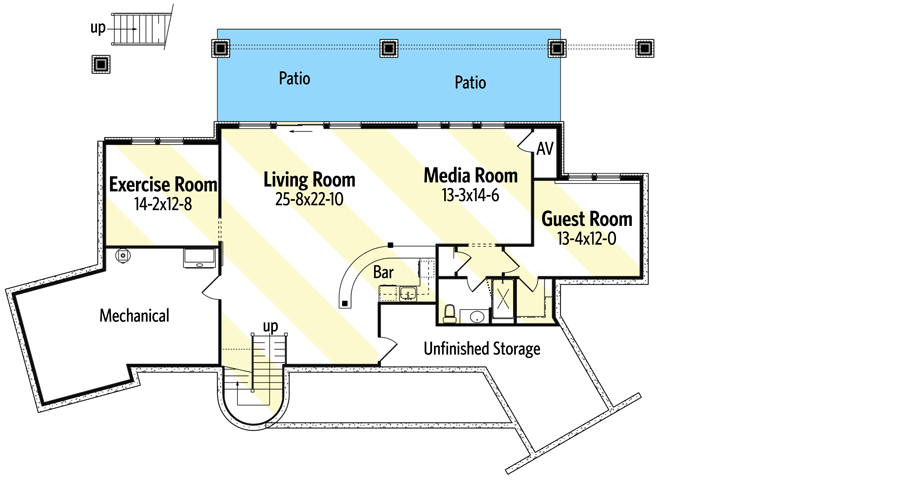 up
Patio
Patio
AV
Exercise Room
14-2x12-8
Living Room
25-8x22-10
Media Room
13-3x14-6
Guest Room
13-4x12-0
Bar
Mechanical
up
Unfinished Storage